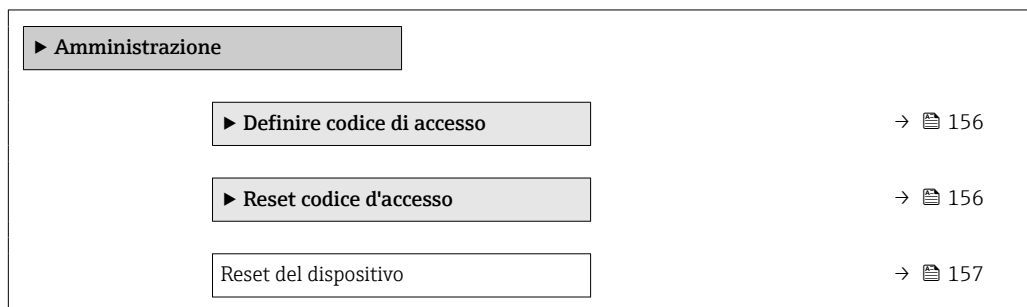 ▶ Amministrazione
▶ Definire codice di accesso → 156
▶ Reset codice d'accesso → 156
Reset del dispositivo → 157